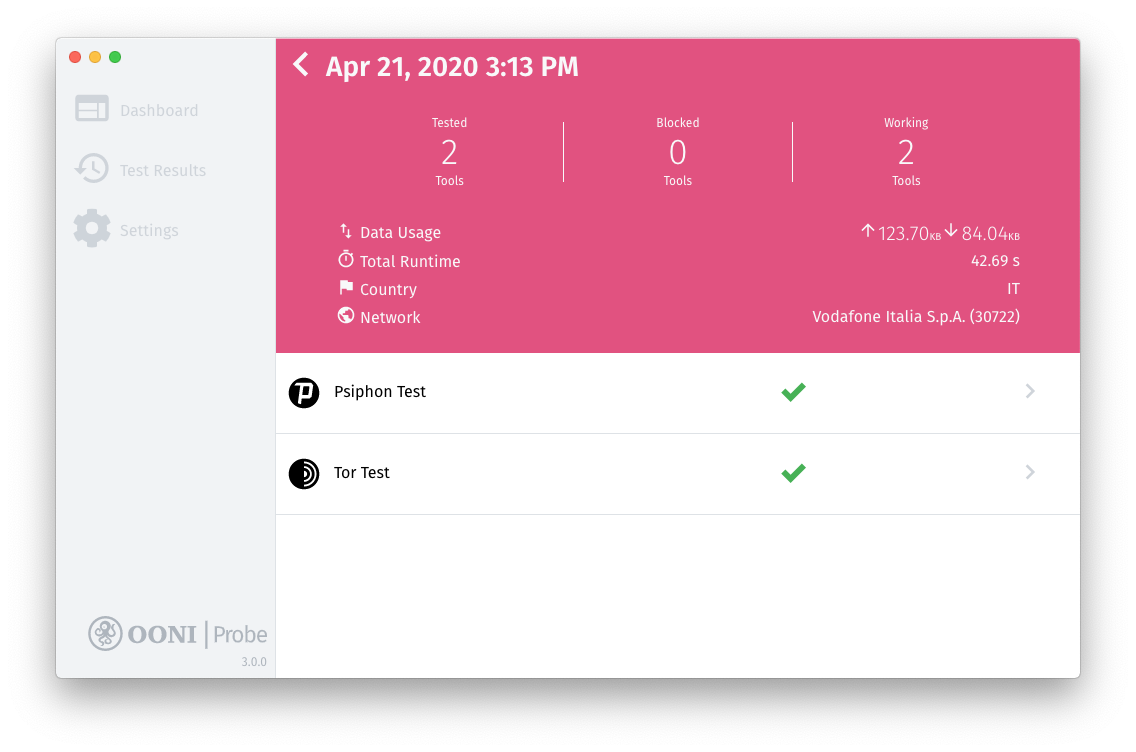 Apr 21, 2020 3:13 PM
Dashboard
Test Results
Settings
Tested
2
Tools
Blocked
0
Tools
Working
2
Tools
Data Usage 123.70KB 84.04KB
Total Runtime 42.69 s
Country IT
Network Vodafone Italia S.p.A. (30722)
Psiphon Test
Tor Test
OONI | Probe
3.0.0